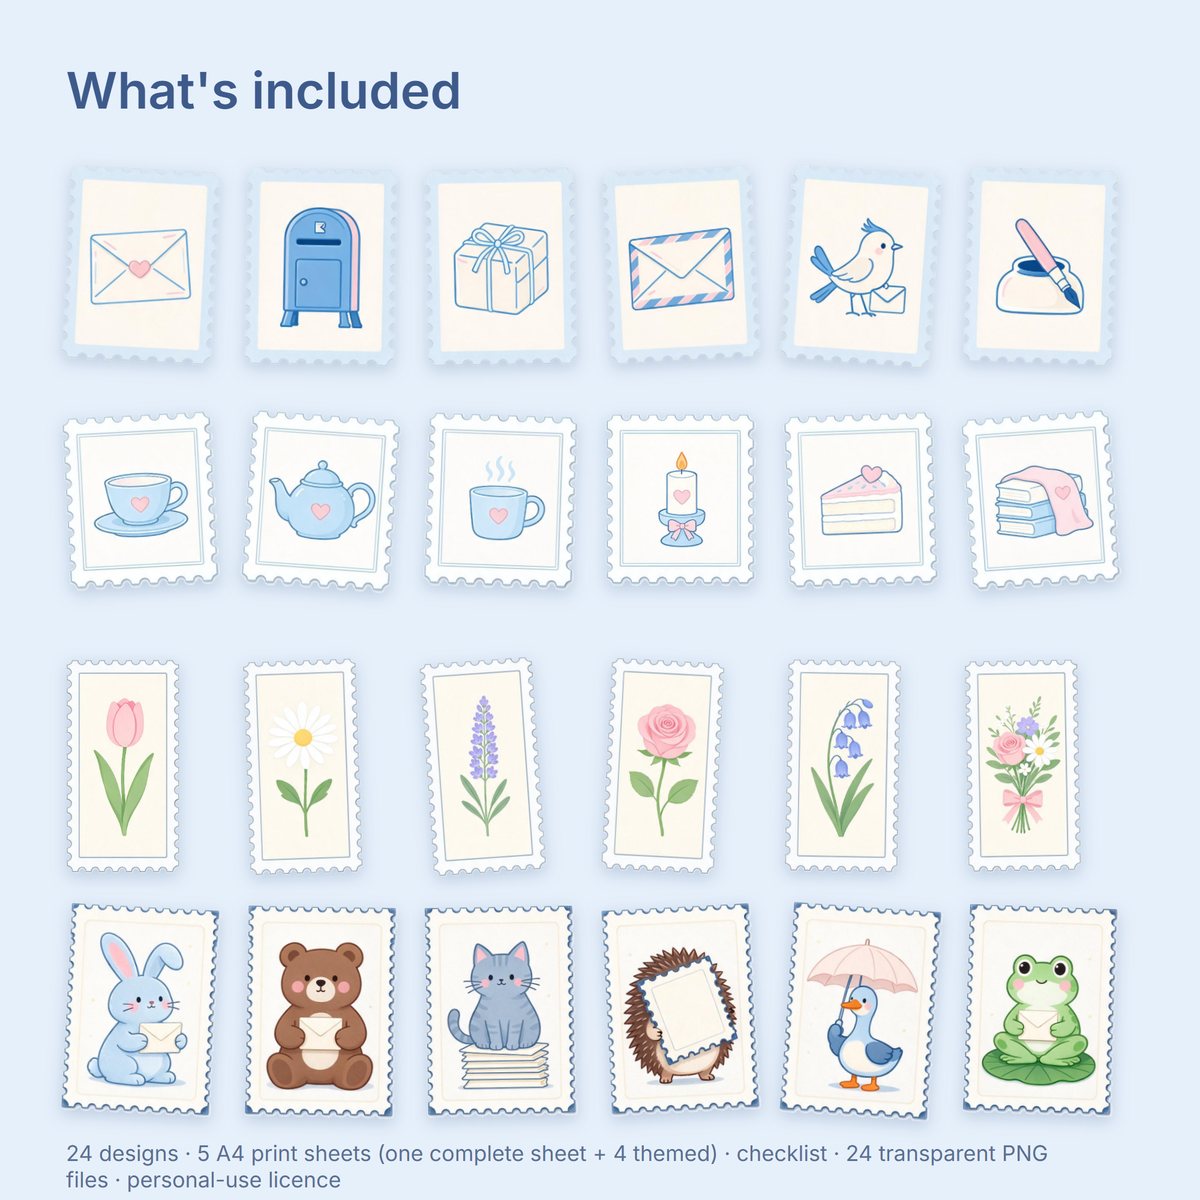 What's included
24 designs · 5 A4 print sheets (one complete sheet + 4 themed) · checklist · 24 transparent PNG
files · personal-use licence